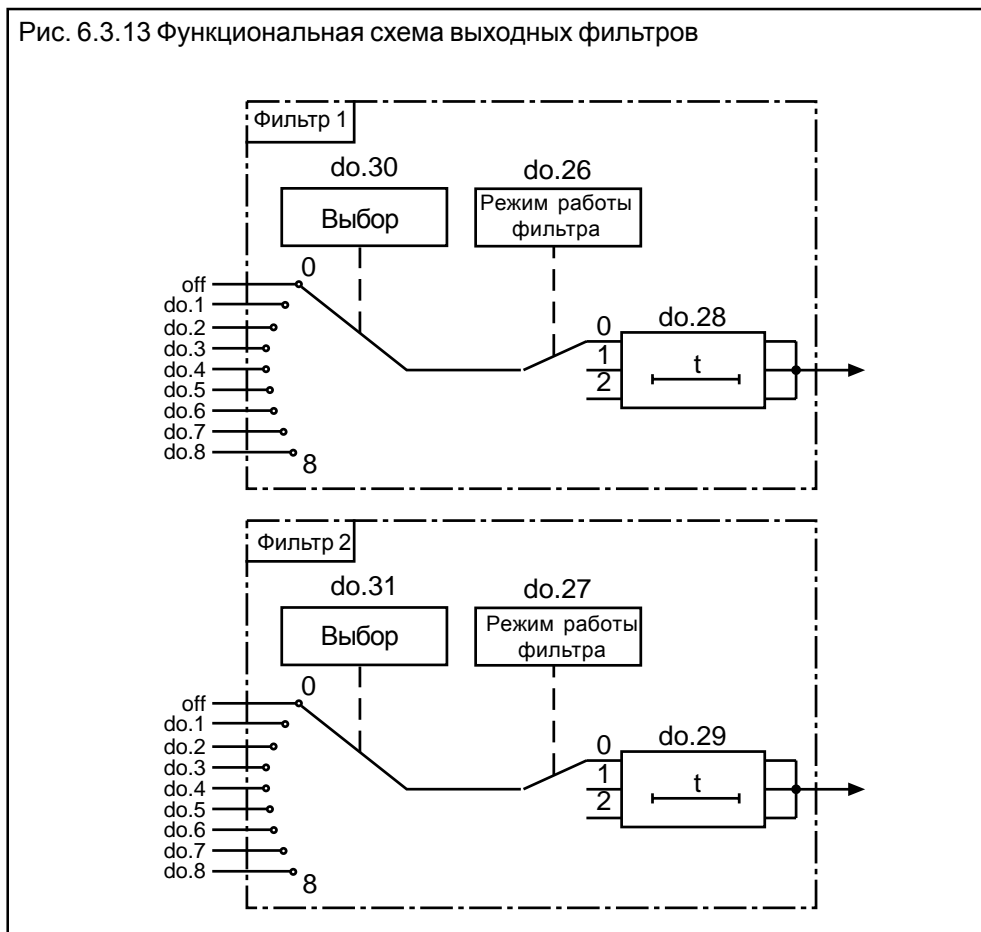 Рис. 6.3.13 Функциональная схема выходных фильтров
Фильтр 1
do.30
do.26
Выбор
Режим работы
фильтра
0
off
do.1
do.2
do.3
do.4
do.5
do.6
do.7
do.8
8
0
1
2
do.28
t
Фильтр 2
do.31
do.27
Выбор
Режим работы
фильтра
0
off
do.1
do.2
do.3
do.4
do.5
do.6
do.7
do.8
8
0
1
2
do.29
t